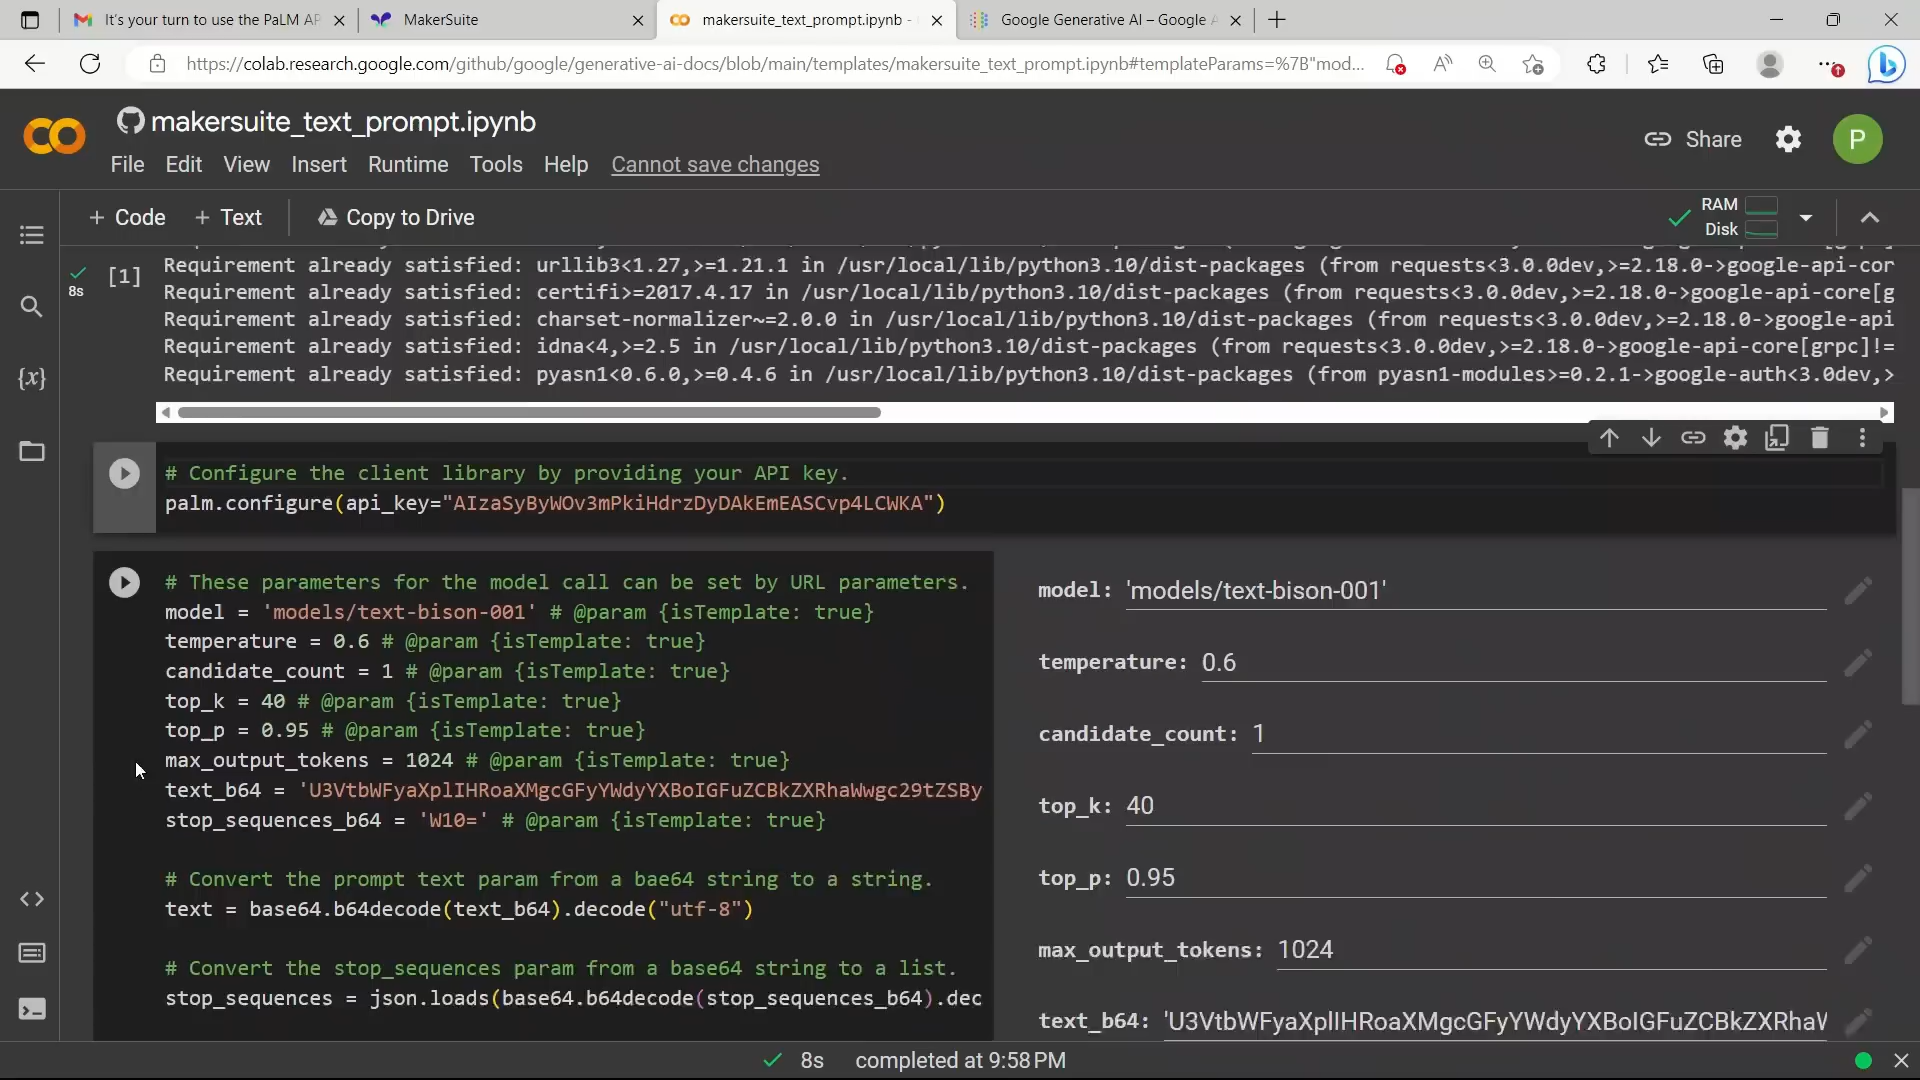 It's your turn to use the PaLM AP
MakerSuite
makersuite_text_prompt.ipynb -
Google Generative AI – Google A
https://colab.research.google.com/github/google/generative-ai-docs/blob/main/templates/makersuite_text_prompt.ipynb#templateParams=%7B"mod...
makersuite_text_prompt.ipynb
Share
P
File Edit View Insert Runtime Tools Help Cannot save changes
+ Code + Text Copy to Drive
RAM
Disk
[1]
8s
Requirement already satisfied: urllib3<1.27,>=1.21.1 in /usr/local/lib/python3.10/dist-packages (from requests<3.0.0dev,>=2.18.0->google-api-cor
Requirement already satisfied: certifi>=2017.4.17 in /usr/local/lib/python3.10/dist-packages (from requests<3.0.0dev,>=2.18.0->google-api-core[g
Requirement already satisfied: charset-normalizer~=2.0.0 in /usr/local/lib/python3.10/dist-packages (from requests<3.0.0dev,>=2.18.0->google-api
Requirement already satisfied: idna<4,>=2.5 in /usr/local/lib/python3.10/dist-packages (from requests<3.0.0dev,>=2.18.0->google-api-core[grpc]!=
Requirement already satisfied: pyasn1<0.6.0,>=0.4.6 in /usr/local/lib/python3.10/dist-packages (from pyasn1-modules>=0.2.1->google-auth<3.0dev,>
# Configure the client library by providing your API key.
palm.configure(api_key="AIzaSyByWOv3mPkiHdrzDyDAkEmEASCvp4LCWKA")
# These parameters for the model call can be set by URL parameters.
model = 'models/text-bison-001' # @param {isTemplate: true}
temperature = 0.6 # @param {isTemplate: true}
candidate_count = 1 # @param {isTemplate: true}
top_k = 40 # @param {isTemplate: true}
top_p = 0.95 # @param {isTemplate: true}
max_output_tokens = 1024 # @param {isTemplate: true}
text_b64 = 'U3VtbWFyaXplIHRoaXMgcGFyYWdyYXBoIGFuZCBkZXRhaWwgc29tZSBy
stop_sequences_b64 = 'W10=' # @param {isTemplate: true}
# Convert the prompt text param from a bae64 string to a string.
text = base64.b64decode(text_b64).decode("utf-8")
# Convert the stop_sequences param from a base64 string to a list.
stop_sequences = json.loads(base64.b64decode(stop_sequences_b64).dec
model: 'models/text-bison-001'
temperature: 0.6
candidate_count: 1
top_k: 40
top_p: 0.95
max_output_tokens: 1024
text_b64: 'U3VtbWFyaXplIHRoaXMgcGFyYWdyYXBoIGFuZCBkZXRhaV
8s completed at 9:58 PM